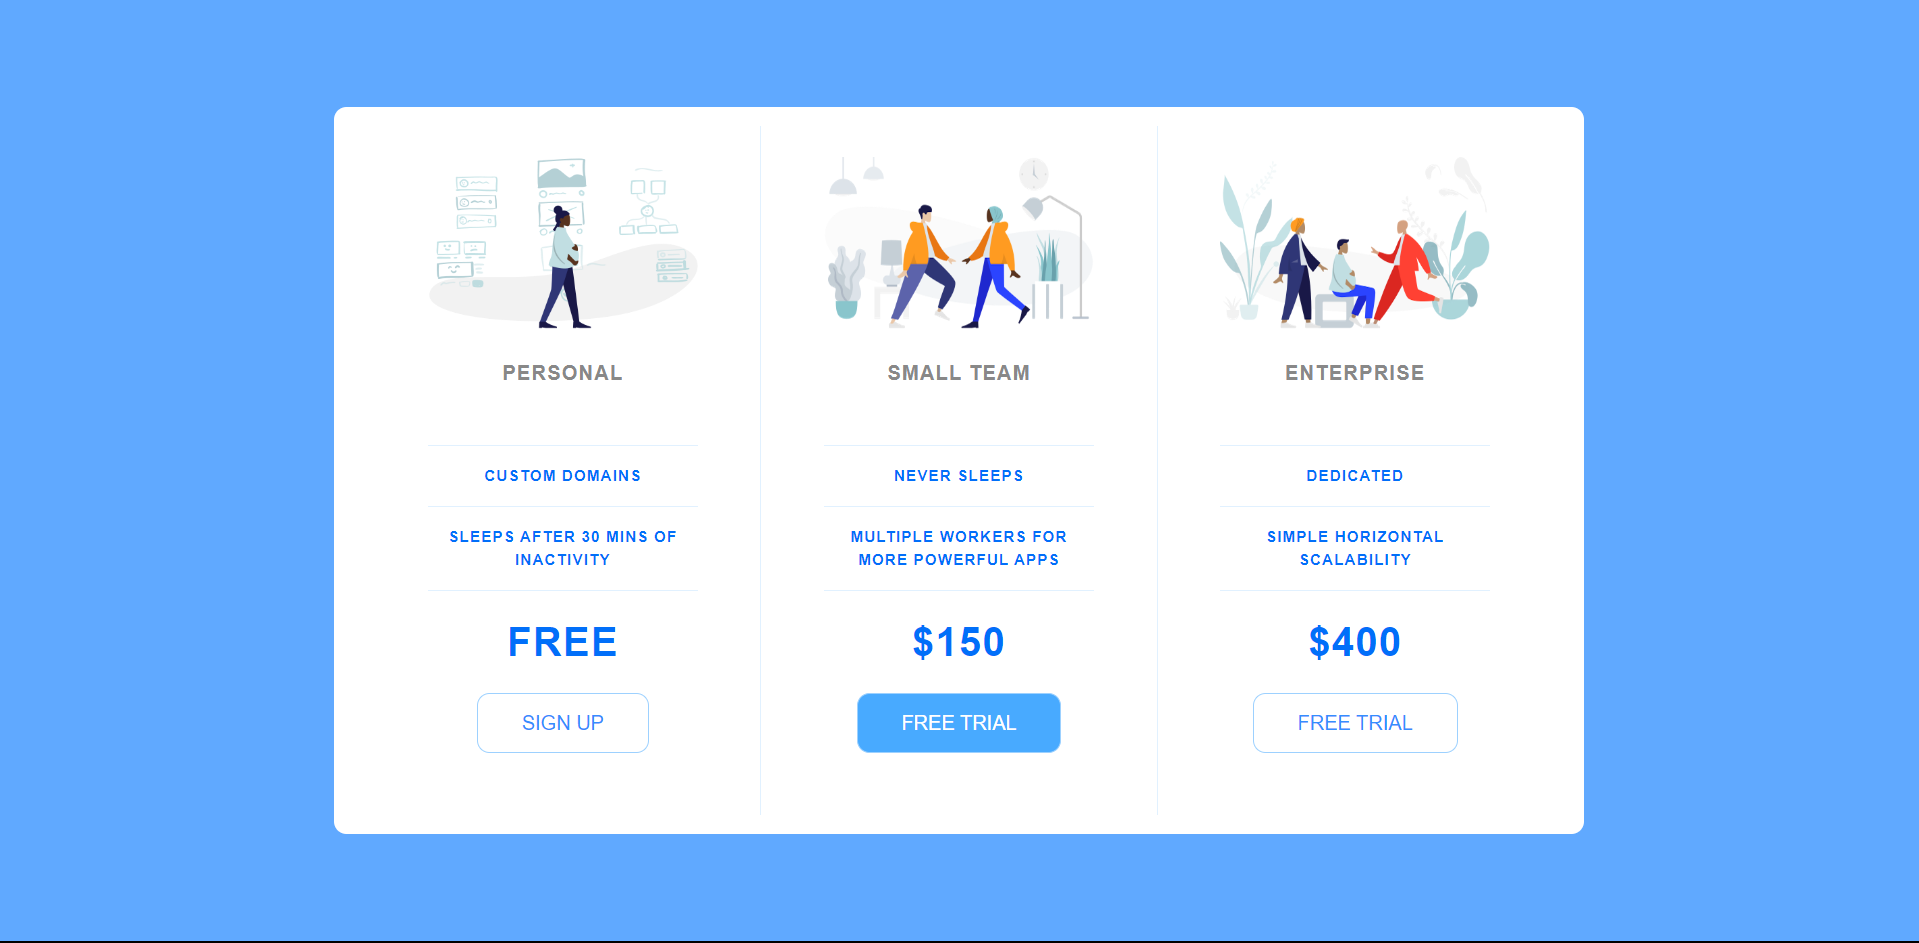 PERSONAL
CUSTOM DOMAINS
SLEEPS AFTER 30 MINS OF
INACTIVITY
FREE
SIGN UP
SMALL TEAM
NEVER SLEEPS
MULTIPLE WORKERS FOR
MORE POWERFUL APPS
$150
FREE TRIAL
ENTERPRISE
DEDICATED
SIMPLE HORIZONTAL
SCALABILITY
$400
FREE TRIAL